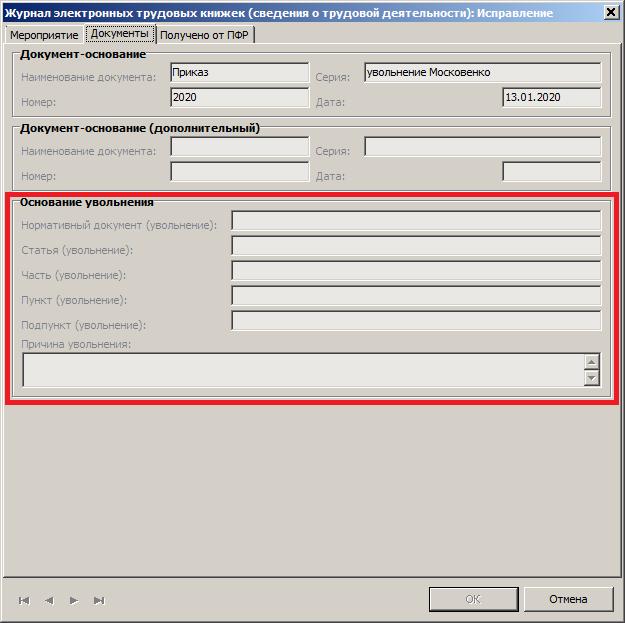 Журнал электронных трудовых книжек (сведения о трудовой деятельности): Исправление
Мероприятие Документы Получено от ПФР
Документ-основание
Наименование документа: Приказ Серия: увольнение Московенко
Номер: 2020 Дата: 13.01.2020
Документ-основание (дополнительный)
Наименование документа: Серия:
Номер: Дата:
Основание увольнения
Нормативный документ (увольнение):
Статья (увольнение):
Часть (увольнение):
Пункт (увольнение):
Подпункт (увольнение):
Причина увольнения:
OK Отмена